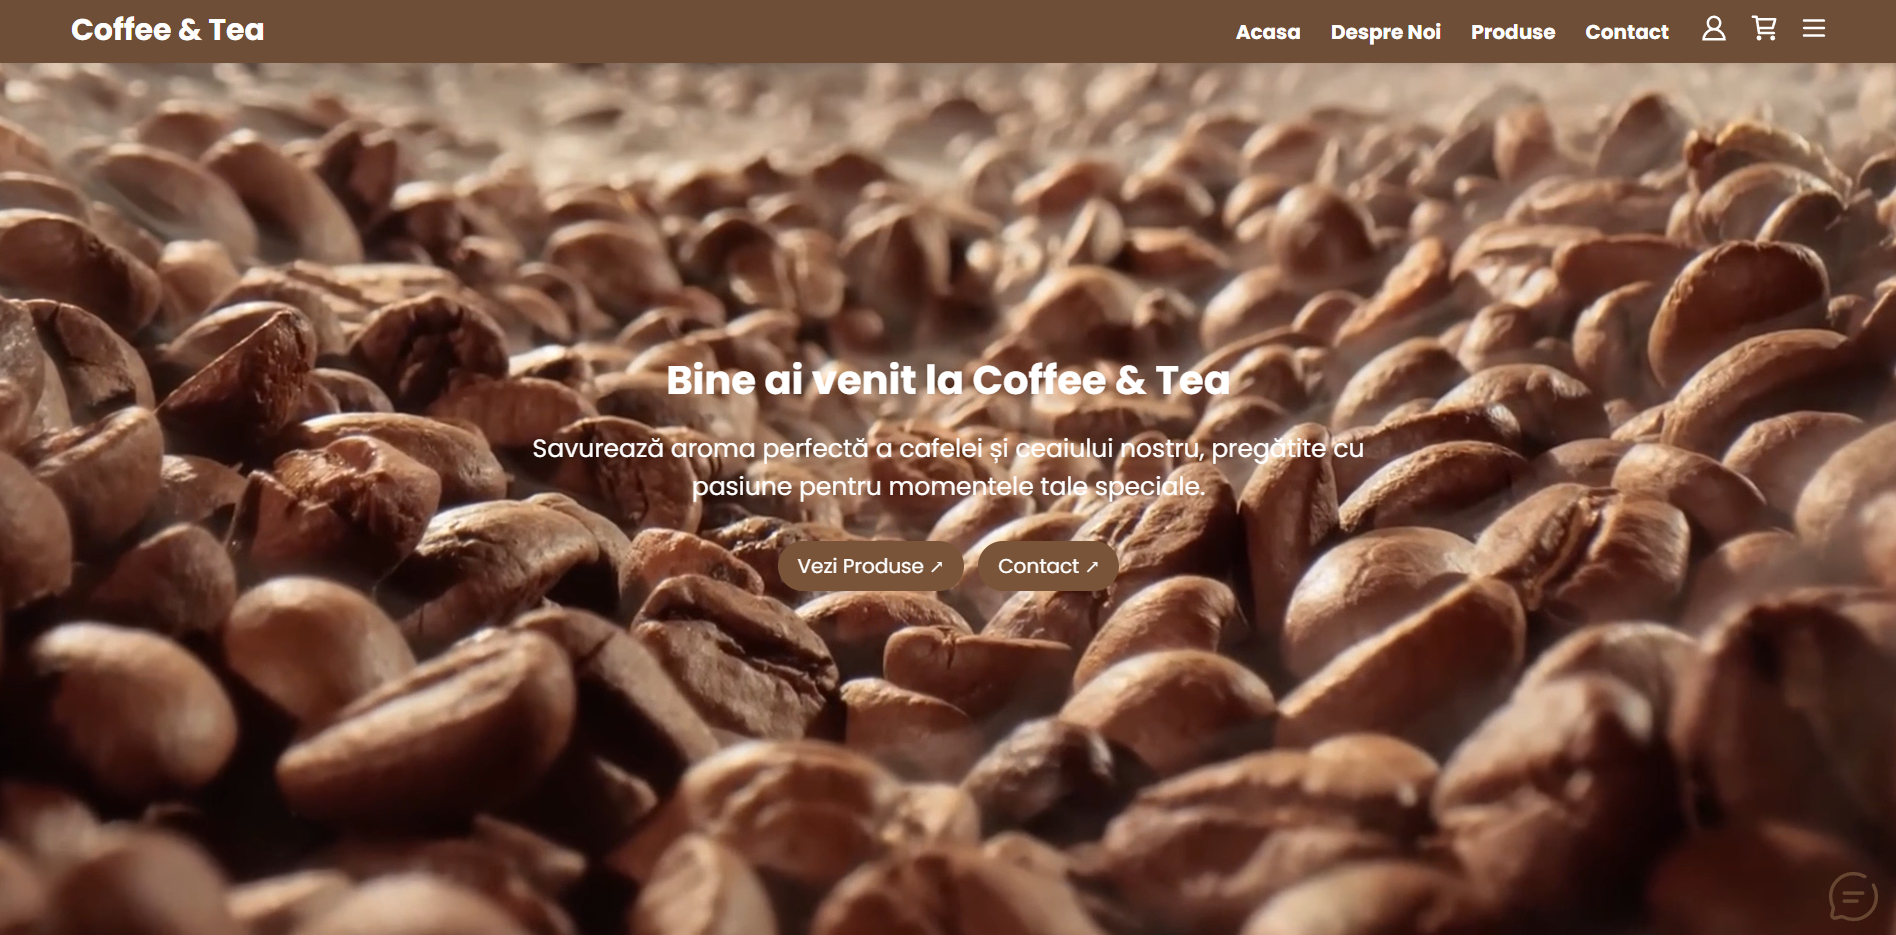 Coffee & Tea
Acasa Despre Noi Produse Contact
Bine ai venit la Coffee & Tea
Savurează aroma perfectă a cafelei și ceaiului nostru, pregătite cu
pasiune pentru momentele tale speciale.
Vezi Produse ↗ Contact ↗